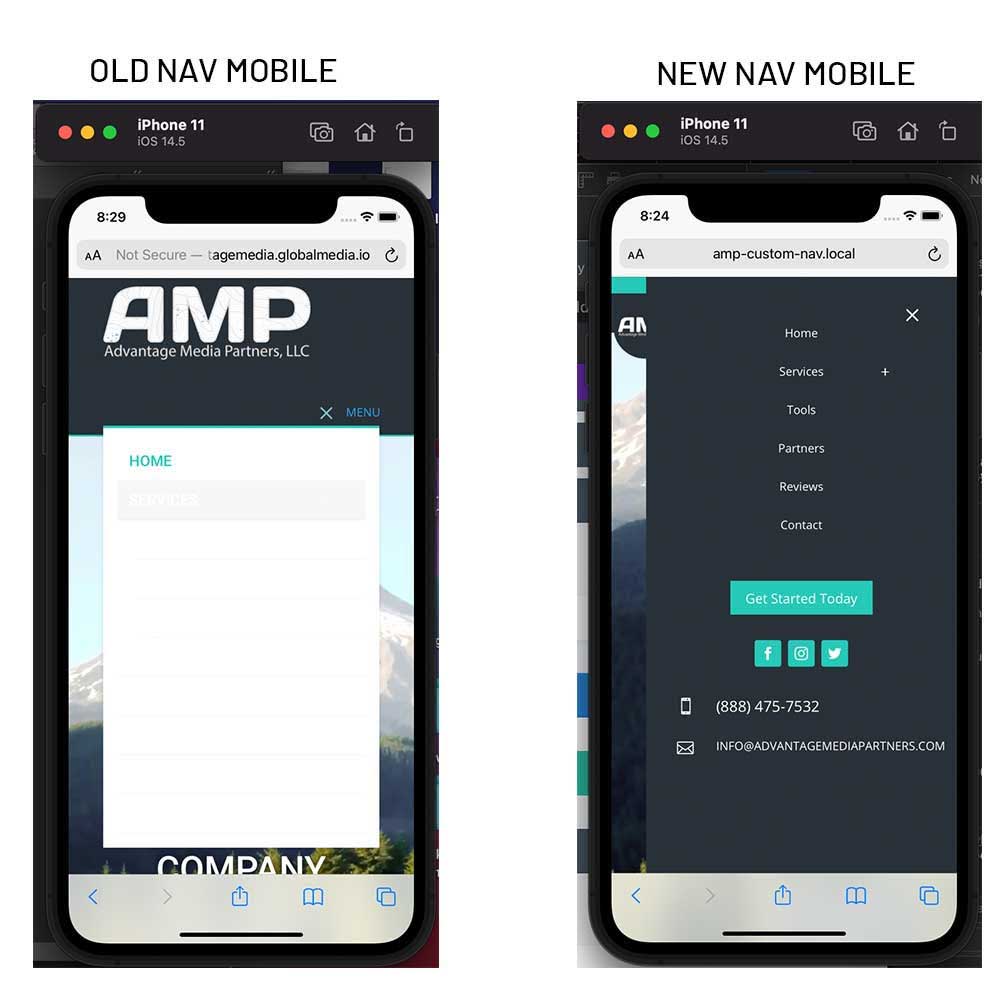 OLD NAV MOBILE
iPhone 11
iOS 14.5
8:29
AA Not Secure — tagemedia.globalmedia.io
AMP
Advantage Media Partners, LLC
MENU
HOME
SERVICES
COMPANY
NEW NAV MOBILE
iPhone 11
iOS 14.5
8:24
AA amp-custom-nav.local
Home
Services +
Tools
Partners
Reviews
Contact
Get Started Today
(888) 475-7532
INFO@ADVANTAGEMEDIAPARTNERS.COM